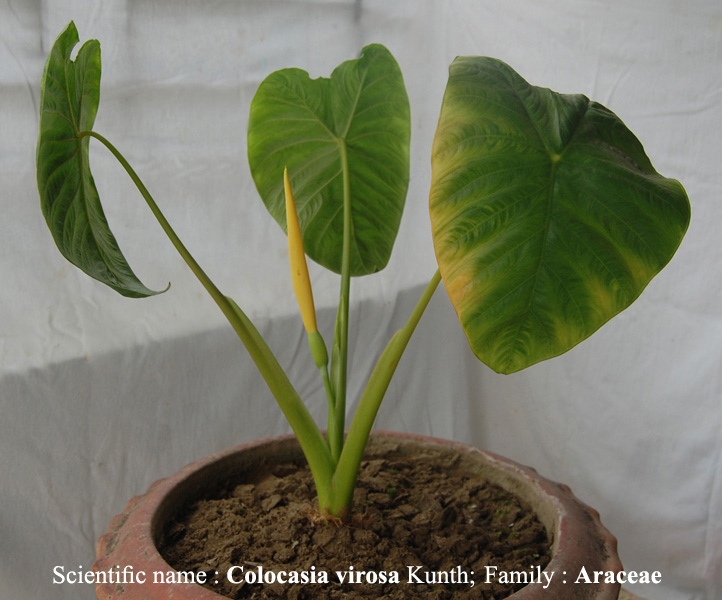 Scientific name : Colocasia virosa Kunth; Family : Araceae